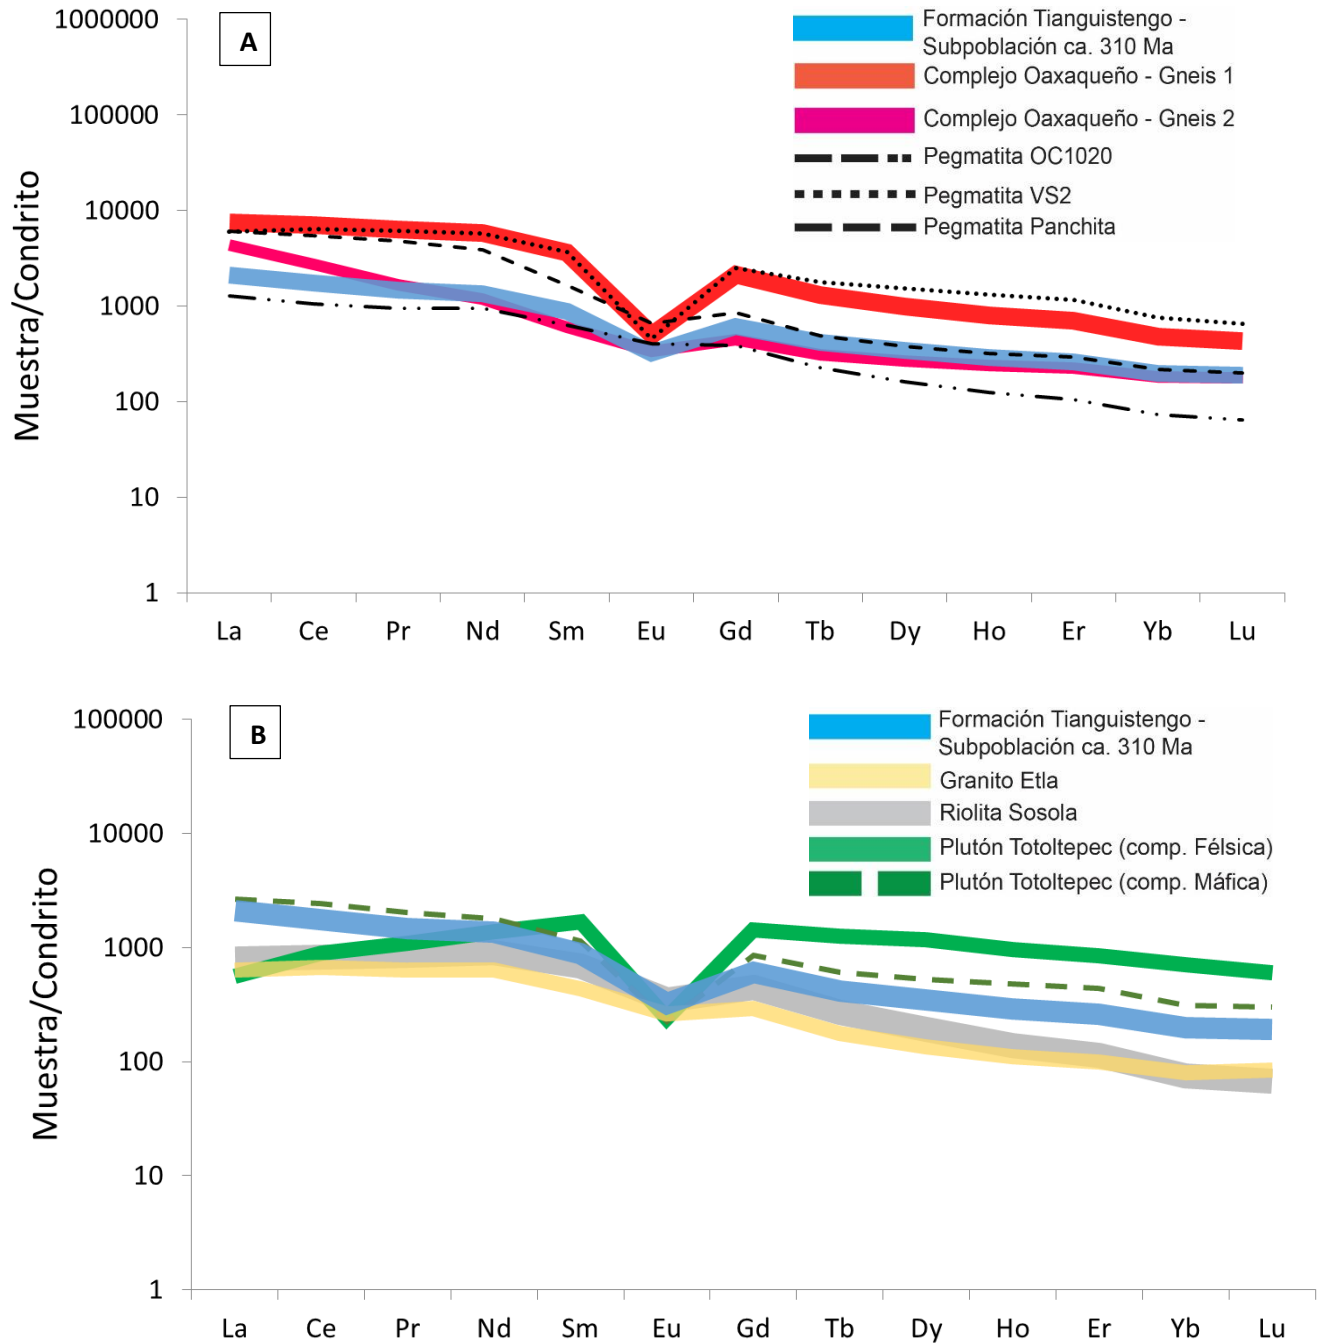 A
Formación Tianguistengo -
Subpoblación ca. 310 Ma
Complejo Oaxaqueño - Gneis 1
Complejo Oaxaqueño - Gneis 2
Pegmatita OC1020
Pegmatita VS2
Pegmatita Panchita
Muestra/Condrito
1000000
100000
10000
1000
100
10
1
La Ce Pr Nd Sm Eu Gd Tb Dy Ho Er Yb Lu
B
Formación Tianguistengo -
Subpoblación ca. 310 Ma
Granito Etla
Riolita Sosola
Plutón Totoltepec (comp. Félsica)
Plutón Totoltepec (comp. Máfica)
Muestra/Condrito
100000
10000
1000
100
10
1
La Ce Pr Nd Sm Eu Gd Tb Dy Ho Er Yb Lu